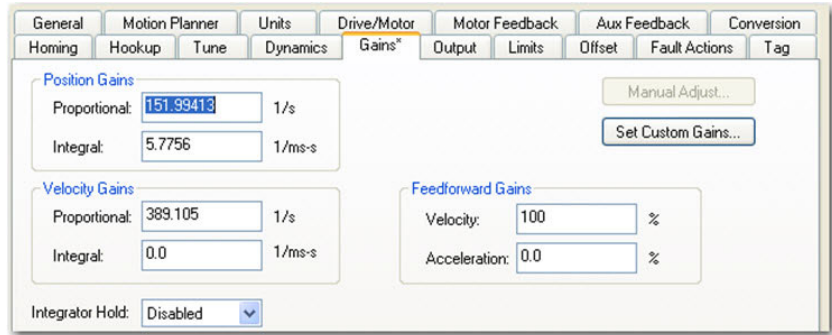 General Motion Planner Units Drive/Motor Motor Feedback Aux Feedback Conversion
Homing Hookup Tune Dynamics Gains* Output Limits Offset Fault Actions Tag
Position Gains
Proportional: 151.99413 1/s
Integral: 5.7756 1/ms-s
Manual Adjust...
Set Custom Gains...
Velocity Gains
Proportional: 389.105 1/s
Integral: 0.0 1/ms-s
Feedforward Gains
Velocity: 100 %
Acceleration: 0.0 %
Integrator Hold: Disabled